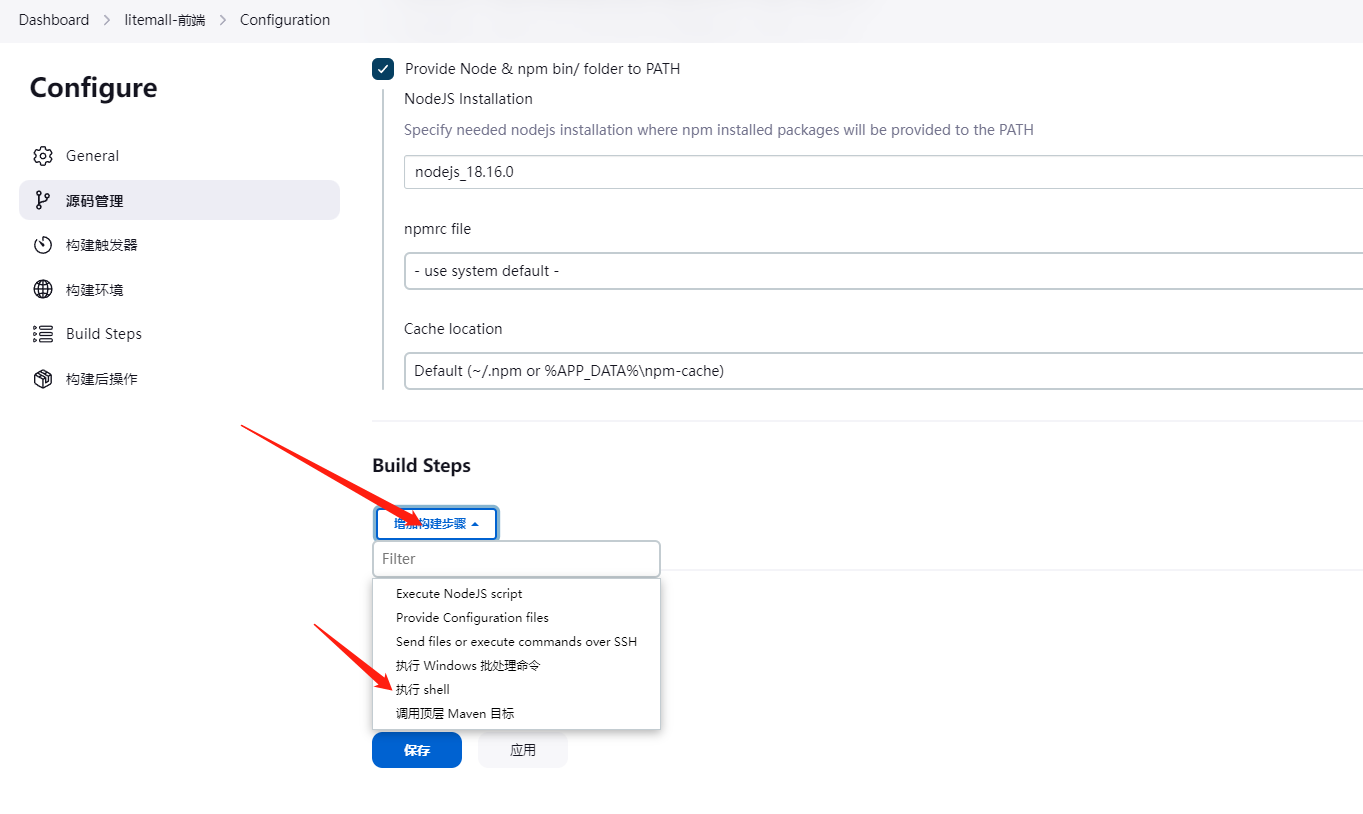 Dashboard > litemall-前端 > Configuration
Configure
General
源码管理
构建触发器
构建环境
Build Steps
构建后操作
Provide Node & npm bin/ folder to PATH
NodeJS Installation
Specify needed nodejs installation where npm installed packages will be provided to the PATH
nodejs_18.16.0
npmrc file
- use system default -
Cache location
Default (~/.npm or %APP_DATA%\npm-cache)
Build Steps
增加构建步骤
Filter
Execute NodeJS script
Provide Configuration files
Send files or execute commands over SSH
执行 Windows 批处理命令
执行 shell
调用顶层 Maven 目标
保存
应用